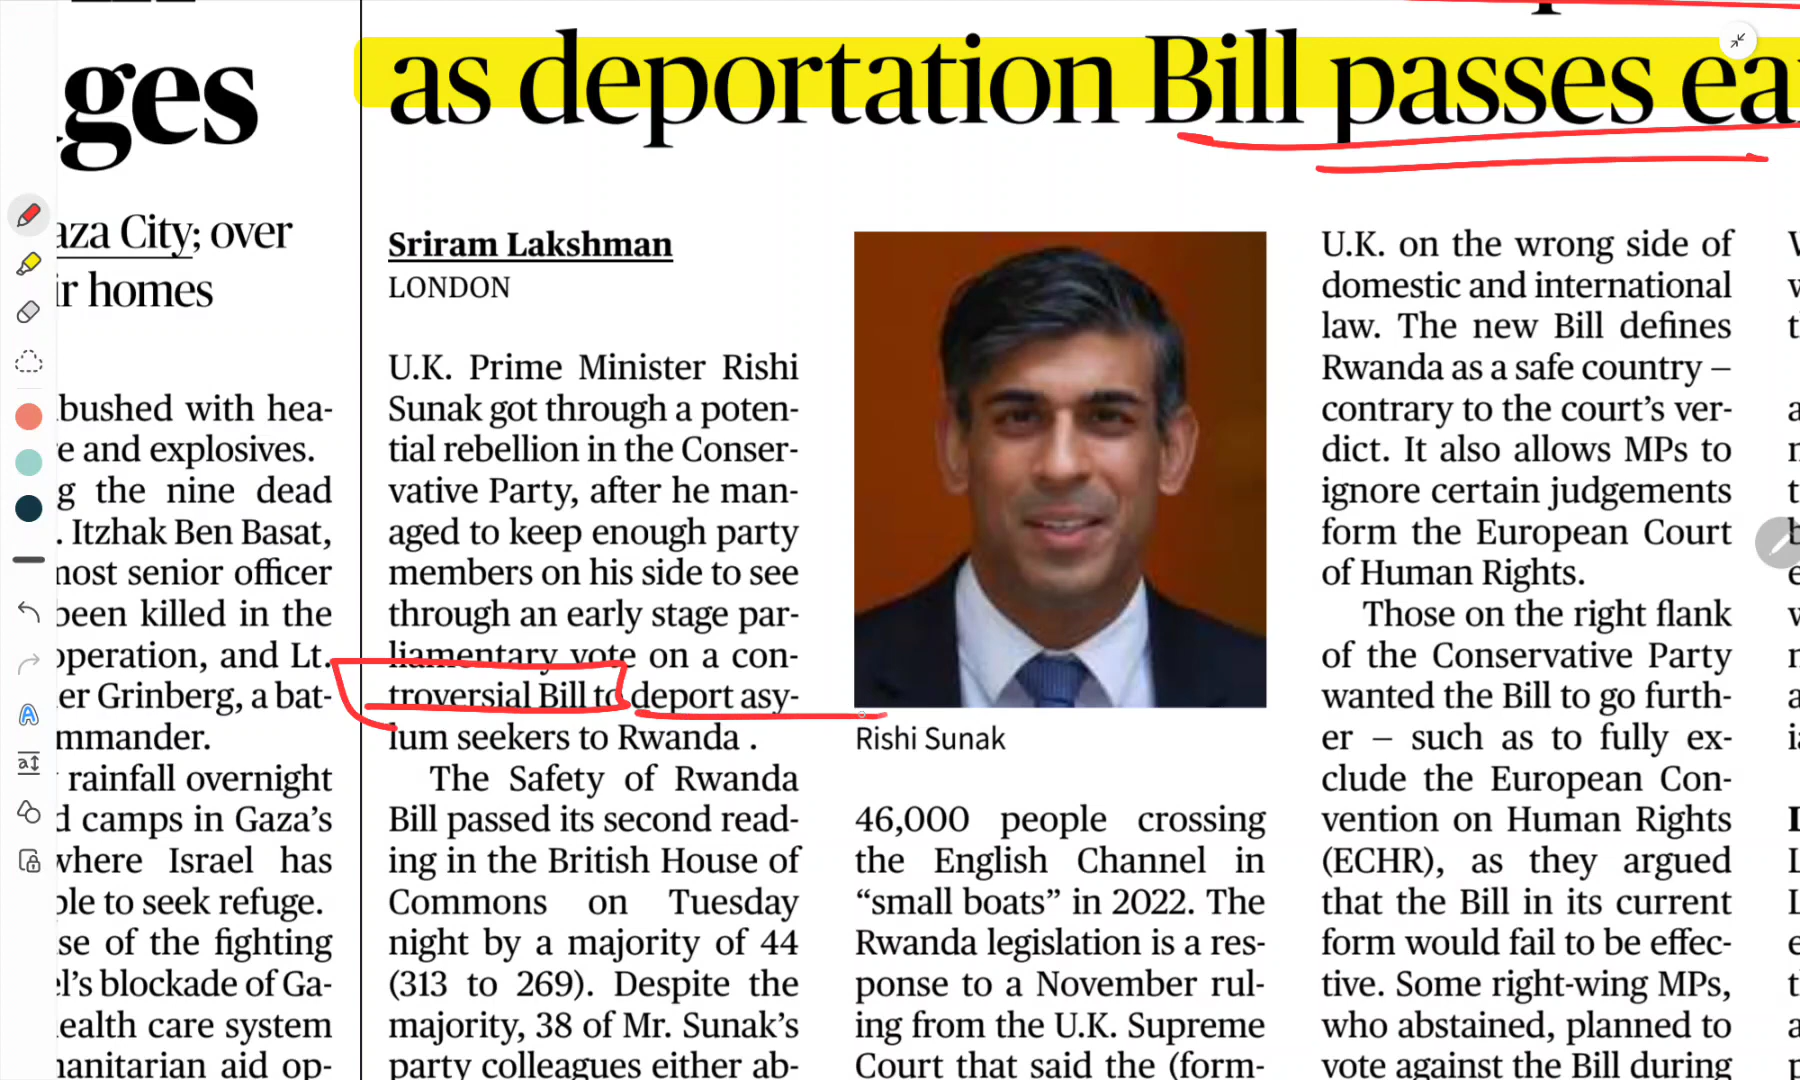 ges
aza City; over
ir homes
bushed with hea-
e and explosives.
g the nine dead
. Itzhak Ben Basat,
most senior officer
been killed in the
operation, and Lt.
er Grinberg, a bat-
mmander.
rainfall overnight
d camps in Gaza's
where Israel has
ble to seek refuge.
se of the fighting
el's blockade of Ga-
health care system
manitarian aid op-
as deportation Bill passes ea
Sriram Lakshman
LONDON
U.K. Prime Minister Rishi
Sunak got through a poten-
tial rebellion in the Conser-
vative Party, after he man-
aged to keep enough party
members on his side to see
through an early stage par-
liamentary vote on a con-
troversial Bill to deport asy-
lum seekers to Rwanda .
The Safety of Rwanda
Bill passed its second read-
ing in the British House of
Commons on Tuesday
night by a majority of 44
(313 to 269). Despite the
majority, 38 of Mr. Sunak's
party colleagues either ab-
Rishi Sunak
46,000 people crossing
the English Channel in
“small boats” in 2022. The
Rwanda legislation is a res-
ponse to a November rul-
ing from the U.K. Supreme
Court that said the (form-
U.K. on the wrong side of
domestic and international
law. The new Bill defines
Rwanda as a safe country –
contrary to the court's ver-
dict. It also allows MPs to
ignore certain judgements
form the European Court
of Human Rights.
Those on the right flank
of the Conservative Party
wanted the Bill to go furth-
er – such as to fully ex-
clude the European Con-
vention on Human Rights
(ECHR), as they argued
that the Bill in its current
form would fail to be effec-
tive. Some right-wing MPs,
who abstained, planned to
vote against the Bill during